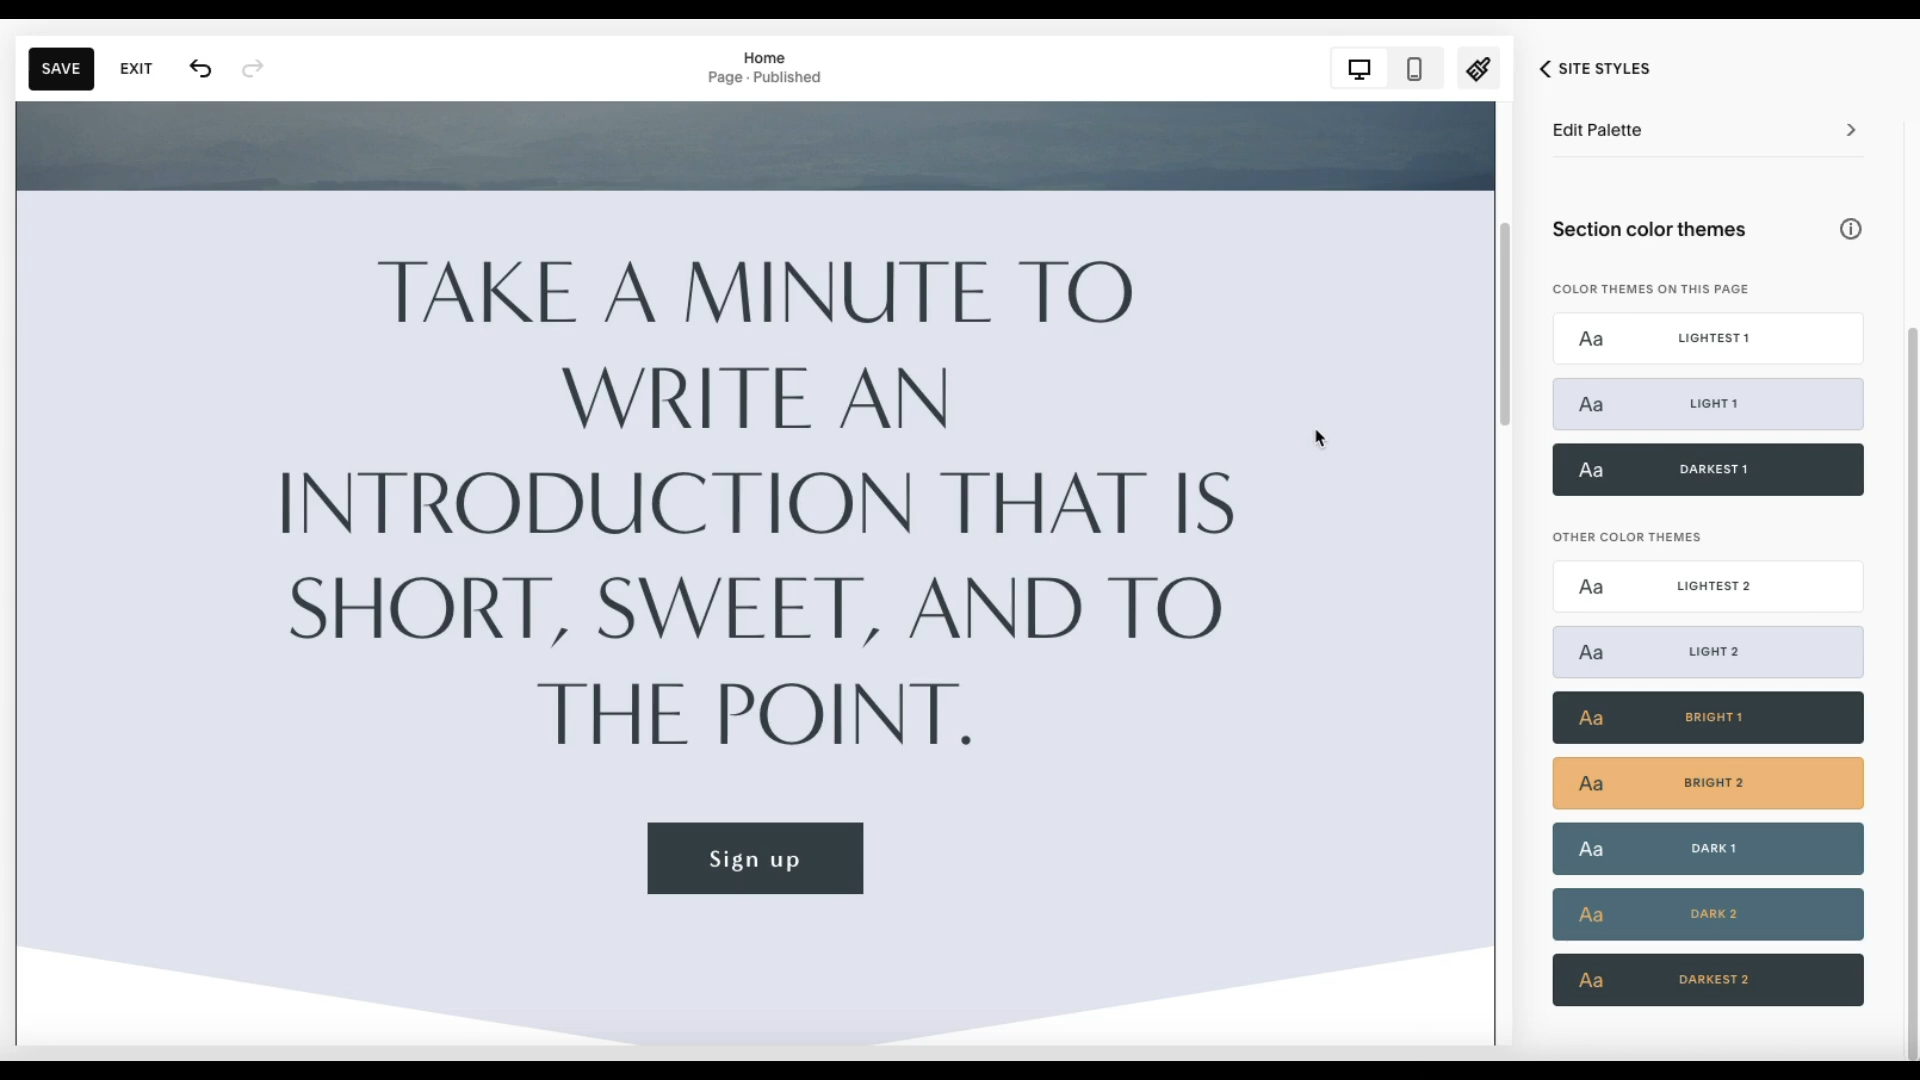 SAVE
EXIT
Home
Page · Published
SITE STYLES
Edit Palette
Section color themes
COLOR THEMES ON THIS PAGE
Aa LIGHTEST 1
Aa LIGHT 1
Aa DARKEST 1
OTHER COLOR THEMES
Aa LIGHTEST 2
Aa LIGHT 2
Aa BRIGHT 1
Aa BRIGHT 2
Aa DARK 1
Aa DARK 2
Aa DARKEST 2
TAKE A MINUTE TO
WRITE AN
INTRODUCTION THAT IS
SHORT, SWEET, AND TO
THE POINT.
Sign up